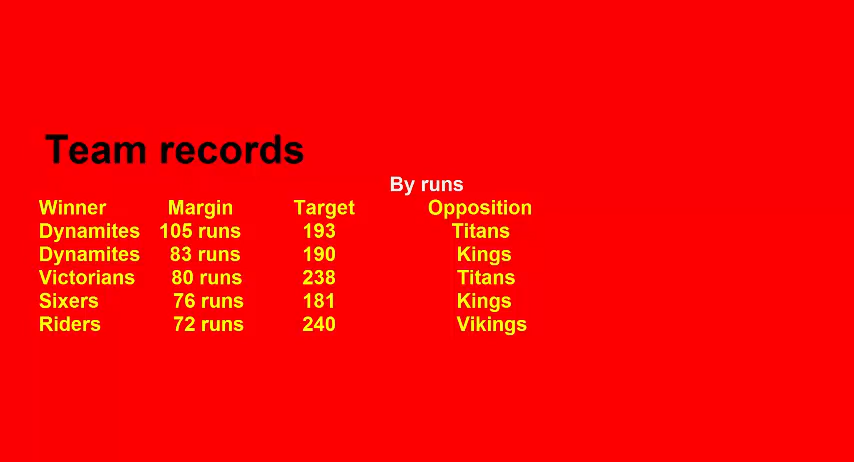 Team records
By runs
Winner Margin Target Opposition
Dynamites 105 runs 193 Titans
Dynamites 83 runs 190 Kings
Victorians 80 runs 238 Titans
Sixers 76 runs 181 Kings
Riders 72 runs 240 Vikings